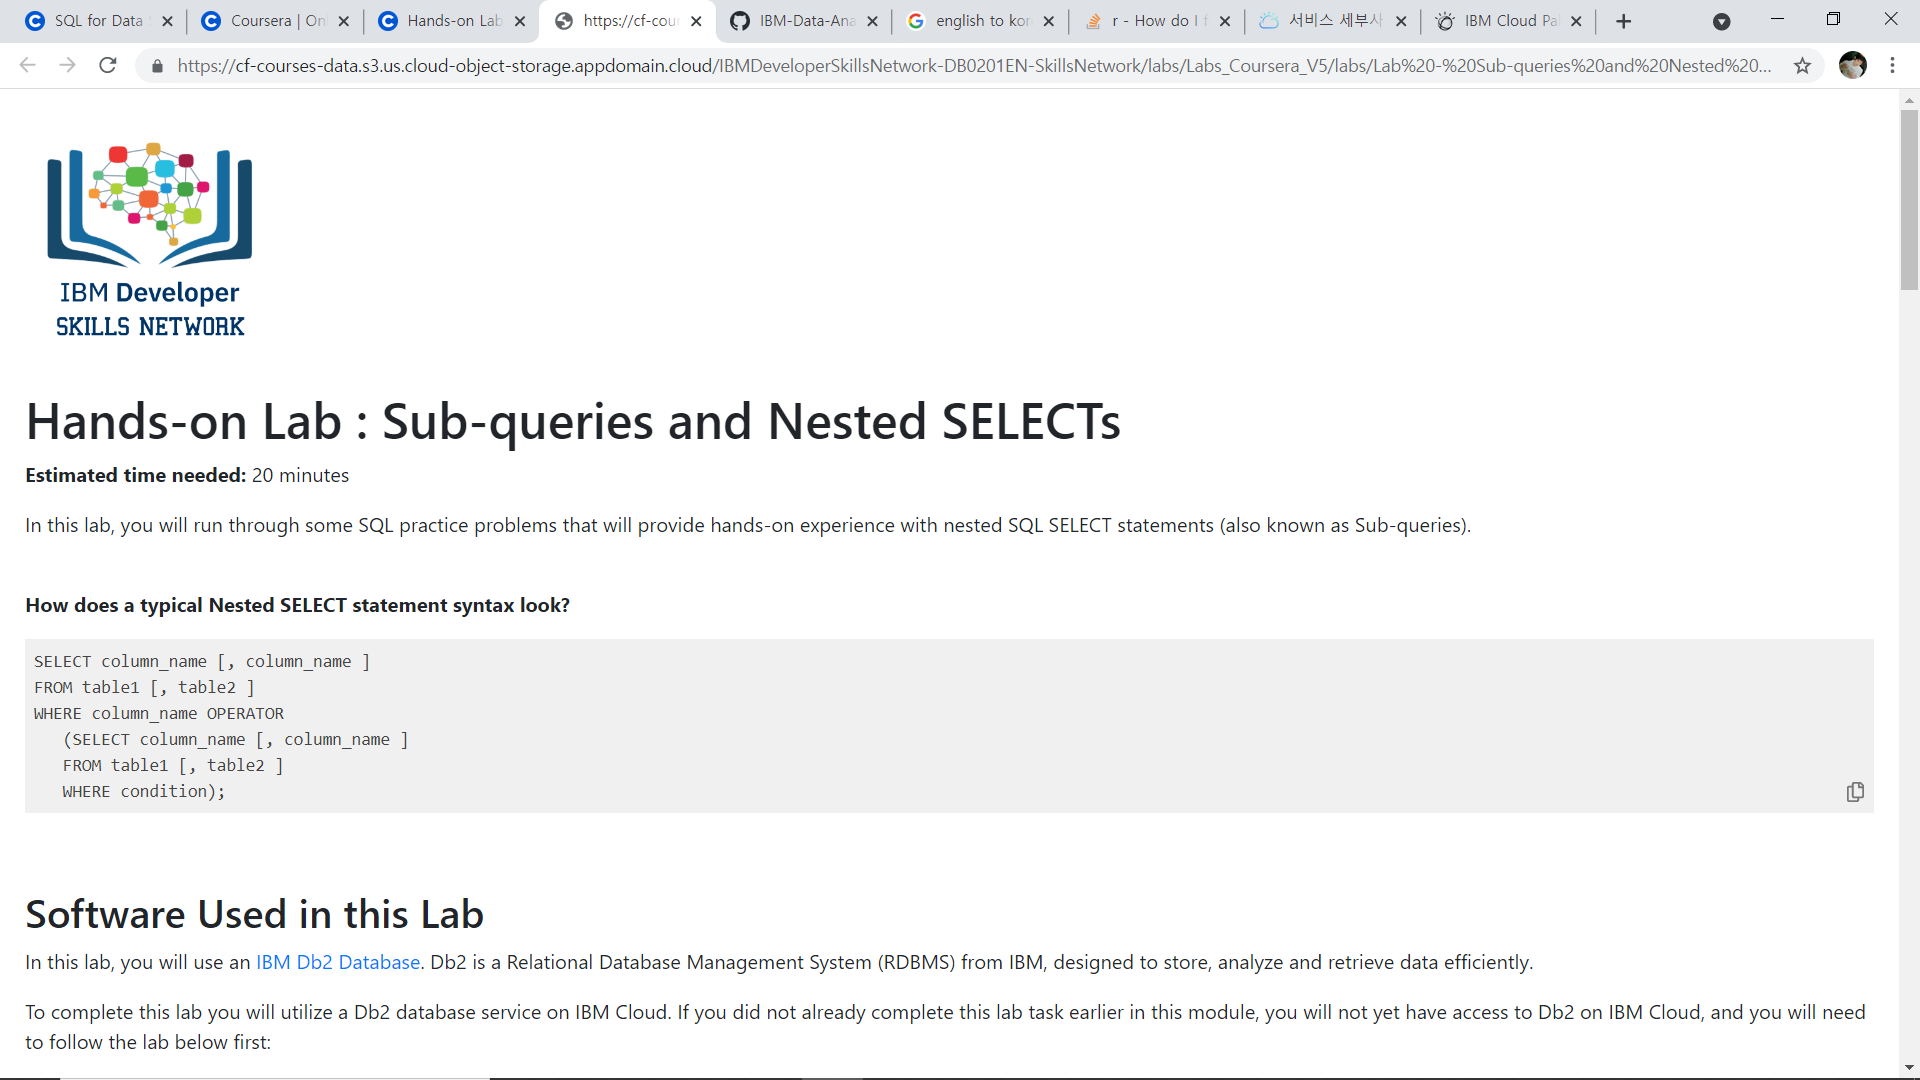 SQL for Data
Coursera | On
Hands-on Lab
https://cf-cou
IBM-Data-Ana
english to kor
r - How do I f
서비스 세부사
IBM Cloud Pa
https://cf-courses-data.s3.us.cloud-object-storage.appdomain.cloud/IBMDeveloperSkillsNetwork-DB0201EN-SkillsNetwork/labs/Labs_Coursera_V5/labs/Lab%20-%20Sub-queries%20and%20Nested%20...
IBM Developer
SKILLS NETWORK
Hands-on Lab : Sub-queries and Nested SELECTs
Estimated time needed: 20 minutes
In this lab, you will run through some SQL practice problems that will provide hands-on experience with nested SQL SELECT statements (also known as Sub-queries).
How does a typical Nested SELECT statement syntax look?
SELECT column_name [, column_name ]
FROM table1 [, table2 ]
WHERE column_name OPERATOR
(SELECT column_name [, column_name ]
FROM table1 [, table2 ]
WHERE condition);
Software Used in this Lab
In this lab, you will use an IBM Db2 Database. Db2 is a Relational Database Management System (RDBMS) from IBM, designed to store, analyze and retrieve data efficiently.
To complete this lab you will utilize a Db2 database service on IBM Cloud. If you did not already complete this lab task earlier in this module, you will not yet have access to Db2 on IBM Cloud, and you will need
to follow the lab below first: